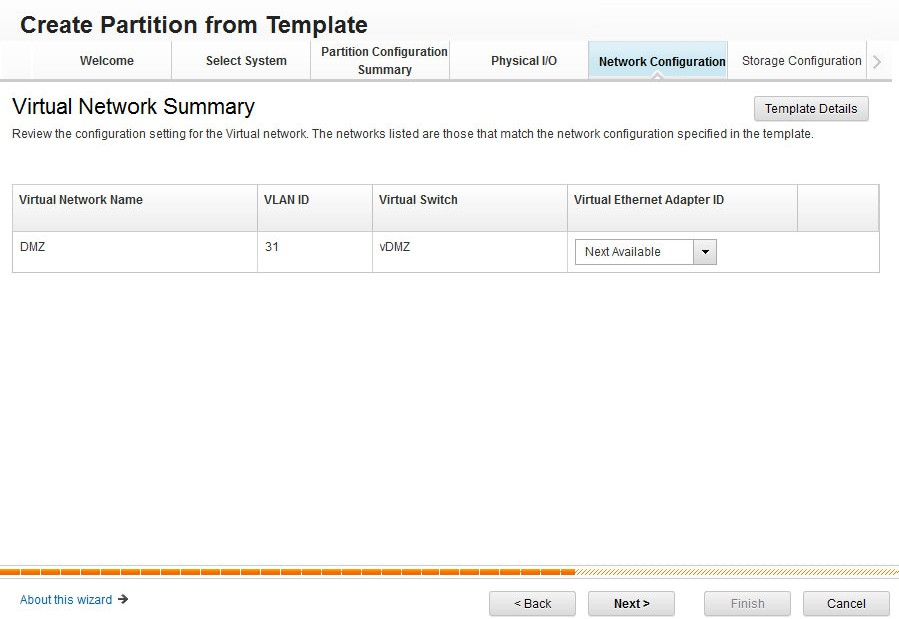 Create Partition from Template
Welcome
Select System
Partition Configuration
Summary
Physical I/O
Network Configuration
Storage Configuration
Virtual Network Summary
Template Details
Review the configuration setting for the Virtual network. The networks listed are those that match the network configuration specified in the template.
Virtual Network Name
VLAN ID
Virtual Switch
Virtual Ethernet Adapter ID
DMZ
31
vDMZ
Next Available
About this wizard
< Back
Next >
Finish
Cancel